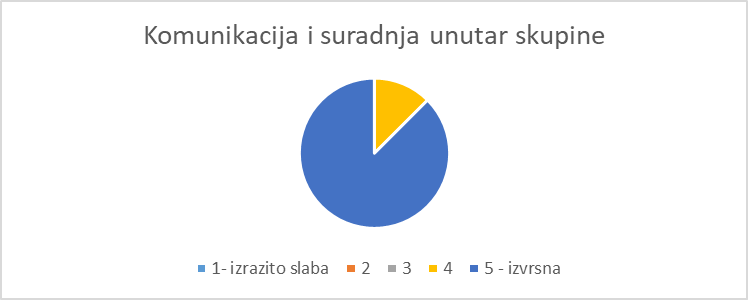 Komunikacija i suradnja unutar skupine
1- izrazito slaba 2 3 4 5 - izvrsna